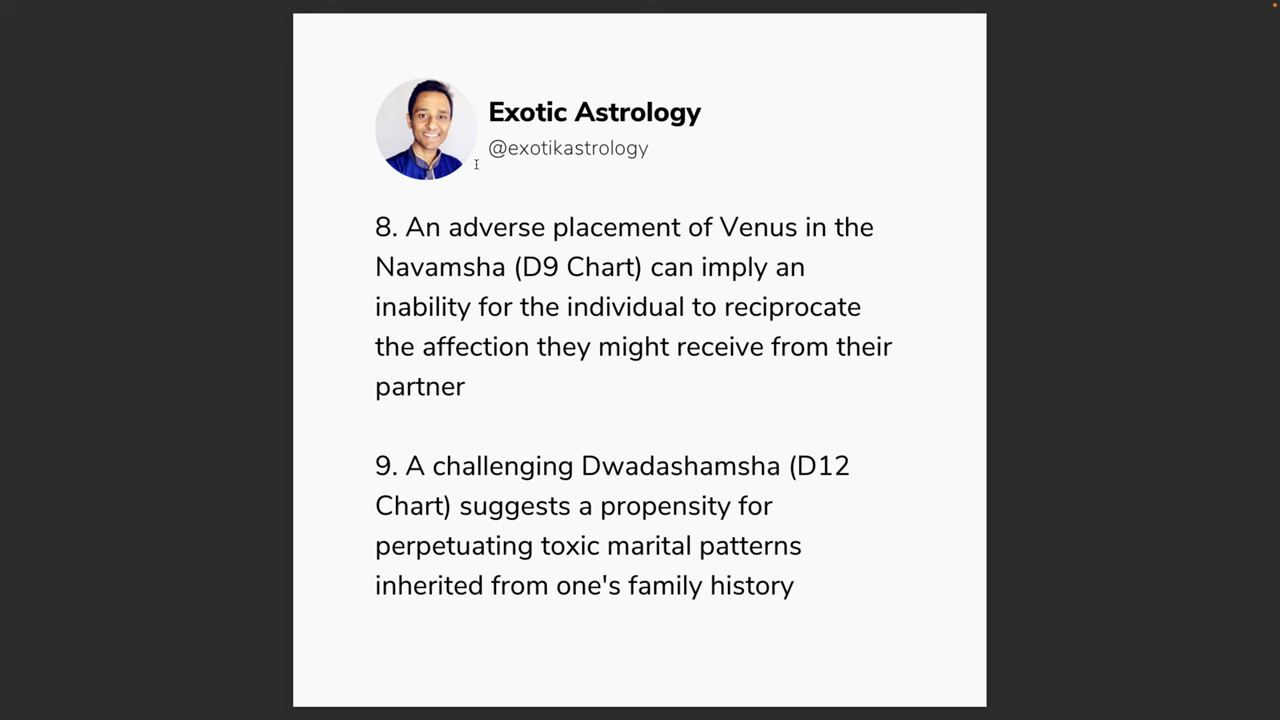 Exotic Astrology
@exotikastrology
8. An adverse placement of Venus in the
Navamsha (D9 Chart) can imply an
inability for the individual to reciprocate
the affection they might receive from their
partner
9. A challenging Dwadashamsha (D12
Chart) suggests a propensity for
perpetuating toxic marital patterns
inherited from one's family history